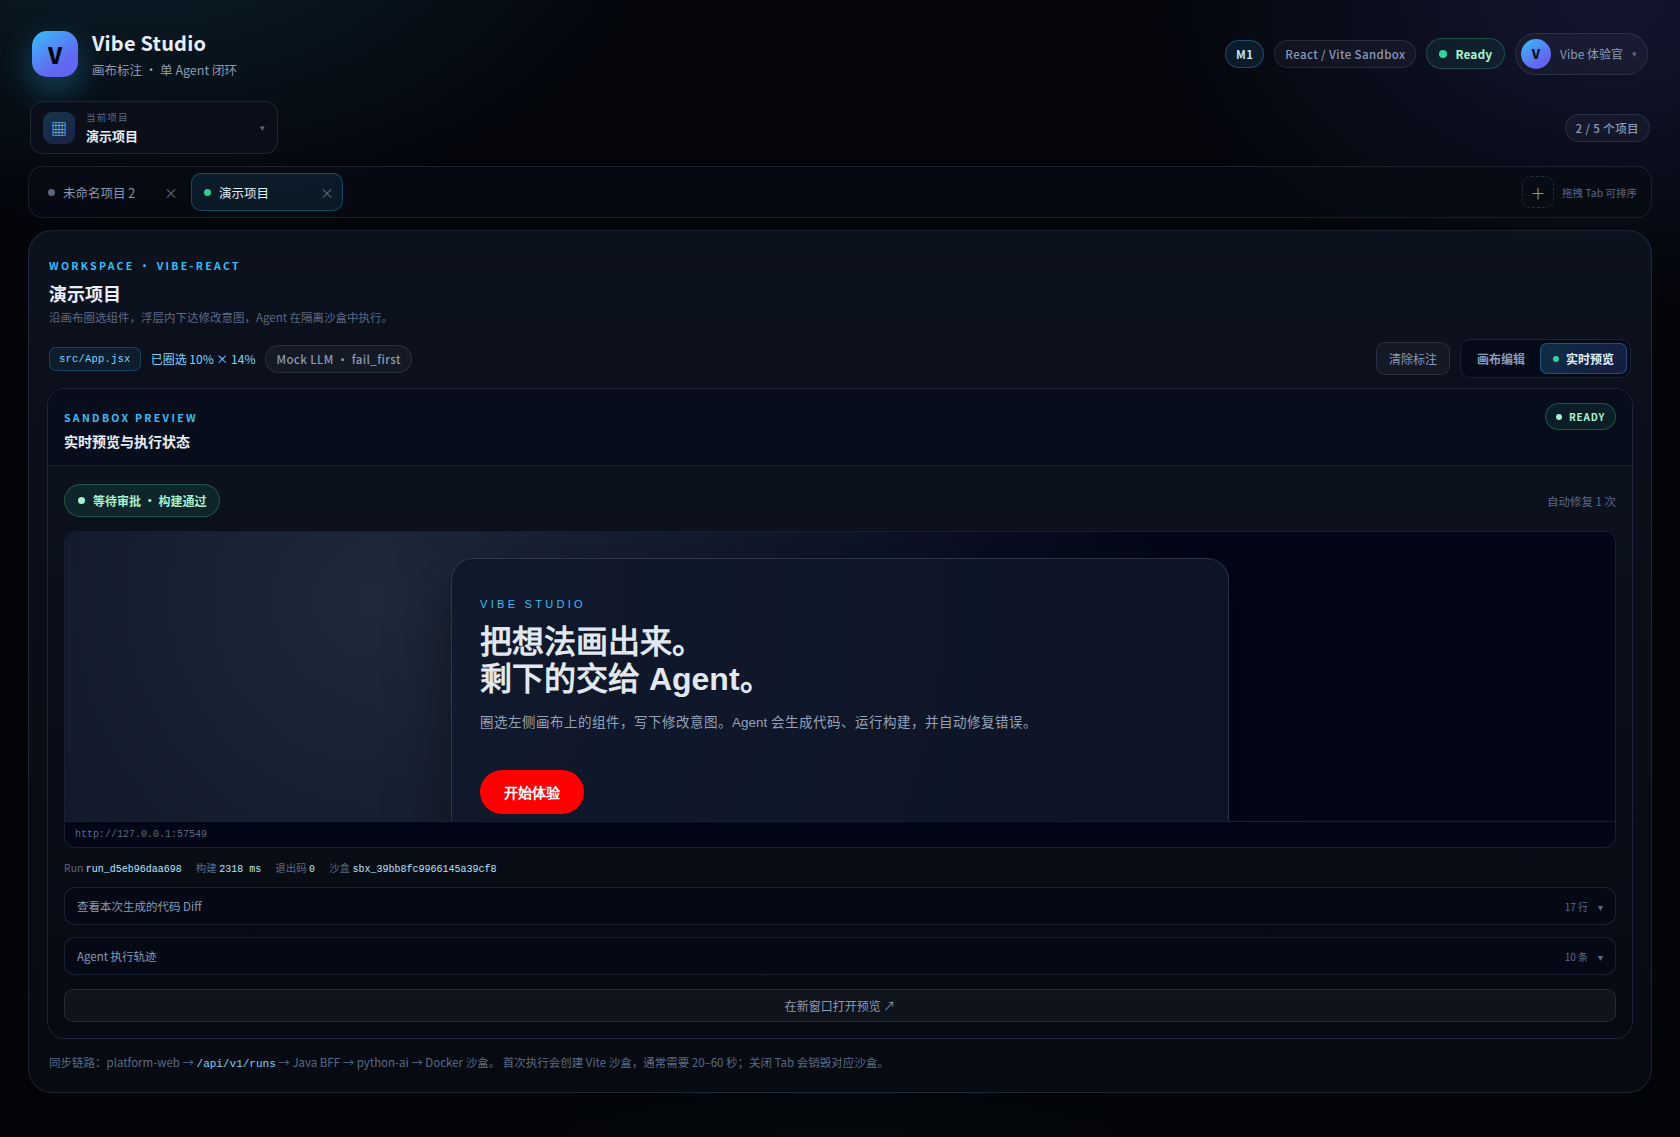 V
Vibe Studio
画布标注 · 单 Agent 闭环
M1
React / Vite Sandbox
Ready
V
Vibe 体验官
当前项目
演示项目
2 / 5 个项目
未命名项目 2
演示项目
拖拽 Tab 可排序
WORKSPACE · VIBE-REACT
演示项目
沿画布圈选组件，浮层内下达修改意图，Agent 在隔离沙盒中执行。
src/App.jsx
已圈选 10% × 14%
Mock LLM · fail_first
清除标注
画布编辑
实时预览
SANDBOX PREVIEW
实时预览与执行状态
READY
等待审批 · 构建通过
自动修复 1 次
VIBE STUDIO
把想法画出来。
剩下的交给 Agent。
圈选左侧画布上的组件，写下修改意图。Agent 会生成代码、运行构建，并自动修复错误。
开始体验
http://127.0.0.1:57549
Run run_d5eb96daa698 构建 2318 ms 退出码 0 沙盒 sbx_39bb8fc9966145a39cf8
查看本次生成的代码 Diff
17 行
Agent 执行轨迹
10 条
在新窗口打开预览 ↗
同步链路：platform-web → /api/v1/runs → Java BFF → python-ai → Docker 沙盒。 首次执行会创建 Vite 沙盒，通常需要 20–60 秒；关闭 Tab 会销毁对应沙盒。